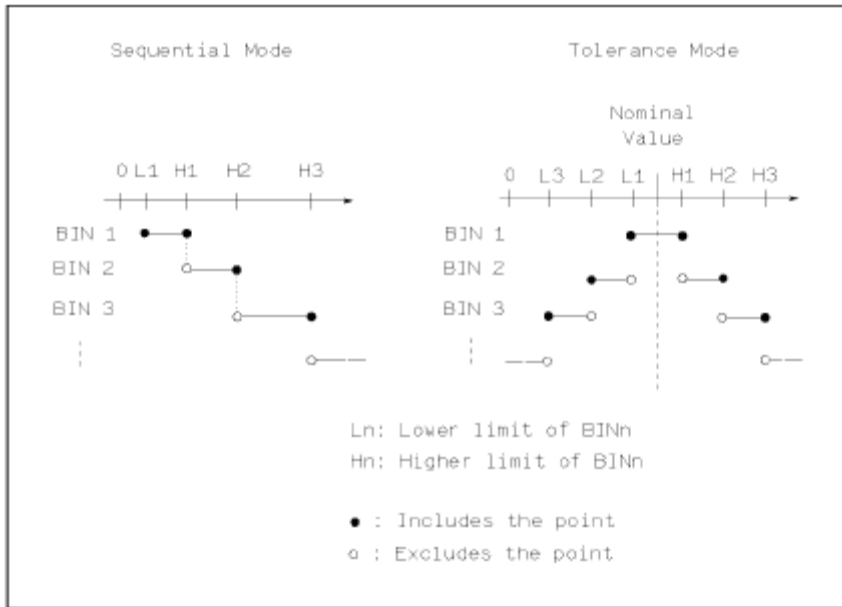 Sequential Mode
0 L1 H1 H2 H3
BIN 1
BIN 2
BIN 3
Tolerance Mode
Nominal
Value
0 L3 L2 L1 H1 H2 H3
BIN 1
BIN 2
BIN 3
Ln: Lower limit of BINn
Hn: Higher limit of BINn
: Includes the point
: Excludes the point